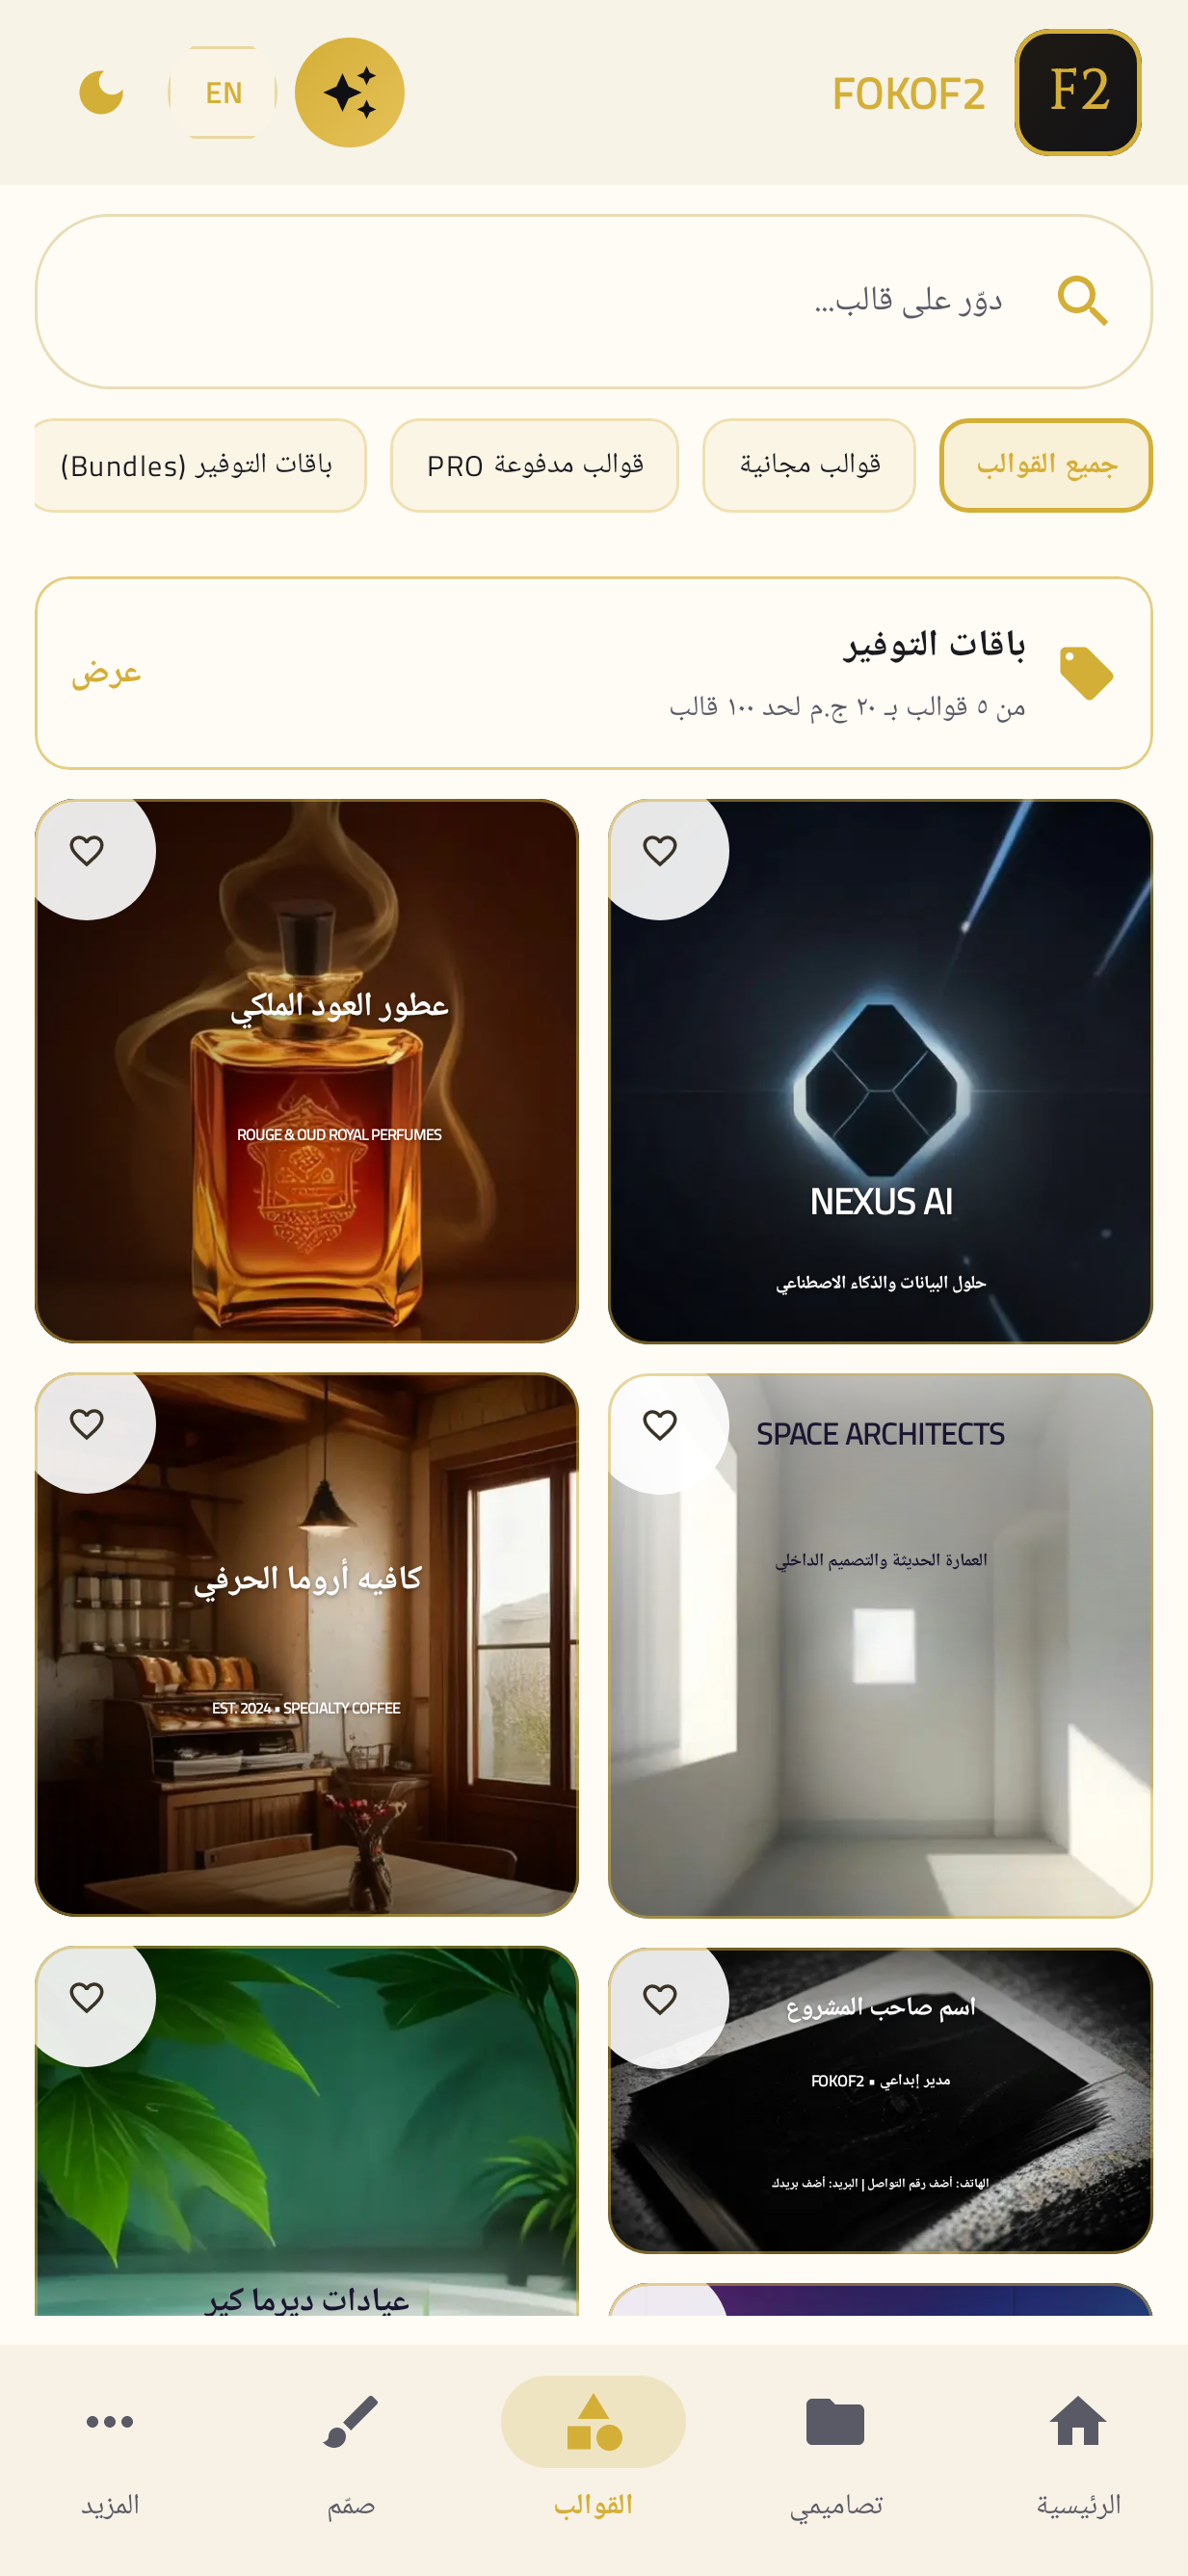 F2
FOKOF2
EN
دوّر على قالب...
جميع القوالب
قوالب مجانية
قوالب مدفوعة PRO
باقات التوفير (Bundles)
باقات التوفير
من ٥ قوالب بـ ٢٠ ج.م لحد ١٠٠ قالب
عرض
NEXUS AI
حلول البيانات والذكاء الاصطناعي
عطور العود الملكي
ROUGE & OUD ROYAL PERFUMES
SPACE ARCHITECTS
العمارة الحديثة والتصميم الداخلي
كافيه أروما الحرفي
EST. 2024 • SPECIALTY COFFEE
اسم صاحب المشروع
مدير إبداعي • FOKOF2
الهاتف: أضف رقم التواصل | البريد: أضف بريدك
عيادات ديرما كير
الرئيسية
تصاميمي
القوالب
صمّم
المزيد